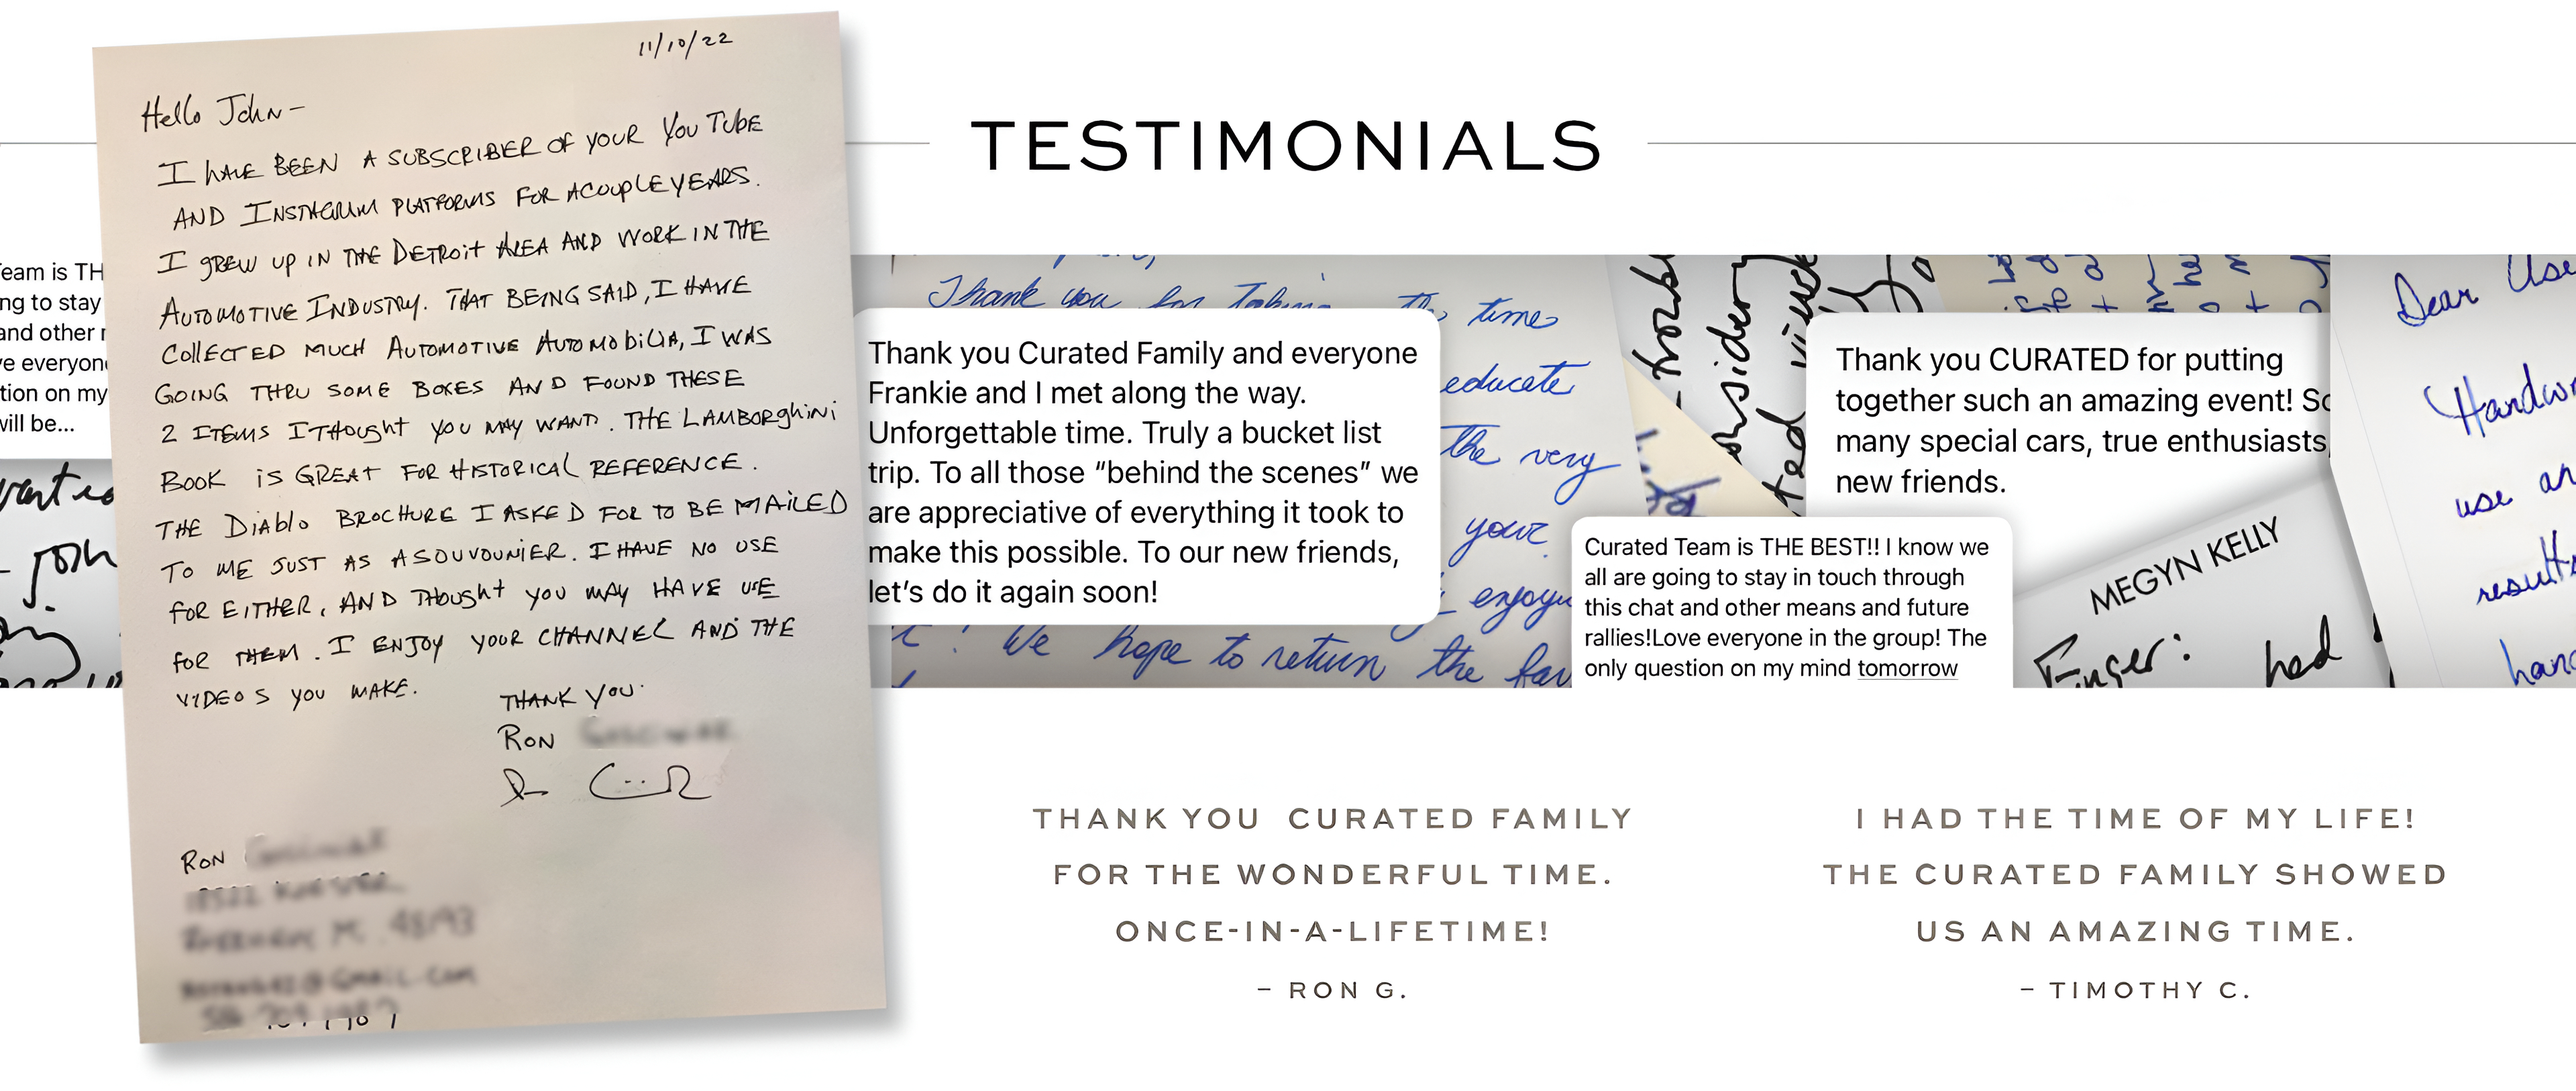 11/10/22
Hello John-
I HAVE BEEN A SUBSCRIBER OF YOUR YOU TUBE
AND INSTAGRAM PLATFORMS FOR A COUPLE YEARS.
I GREW UP IN THE DETROIT AREA AND WORK IN THE
AUTOMOTIVE INDUSTRY. THAT BEING SAID, I HAVE
COLLECTED MUCH AUTOMOTIVE AUTOMOBILIA, I WAS
GOING THRU SOME BOXES AND FOUND THESE
2 ITEMS I THOUGHT YOU MAY WANT. THE LAMBORGHINI
BOOK IS GREAT FOR HISTORICAL REFERENCE.
THE DIABLO BROCHURE I ASKED FOR TO BE MAILED
TO ME JUST AS A SOUVOUNIER. I HAVE NO USE
FOR EITHER, AND THOUGHT YOU MAY HAVE USE
FOR THEM. I ENJOY YOUR CHANNEL AND THE
VIDEOS YOU MAKE.
THANK YOU.
RON
RON
TESTIMONIALS
Team is TH
ng to stay
and other r
ve everyone
tion on my
will be...
Thank you for taking the time
educate
the very
your
enjoy
! We hope to return the fav
Thank you Curated Family and everyone
Frankie and I met along the way.
Unforgettable time. Truly a bucket list
trip. To all those “behind the scenes” we
are appreciative of everything it took to
make this possible. To our new friends,
let’s do it again soon!
Curated Team is THE BEST!! I know we
all are going to stay in touch through
this chat and other means and future
rallies!Love everyone in the group! The
only question on my mind tomorrow
Thank you CURATED for putting
together such an amazing event! So
many special cars, true enthusiasts,
new friends.
MEGYN KELLY
had
Dear Use
Handwr
use an
results
hand
THANK YOU CURATED FAMILY
FOR THE WONDERFUL TIME.
ONCE-IN-A-LIFETIME!
– RON G.
I HAD THE TIME OF MY LIFE!
THE CURATED FAMILY SHOWED
US AN AMAZING TIME.
– TIMOTHY C.